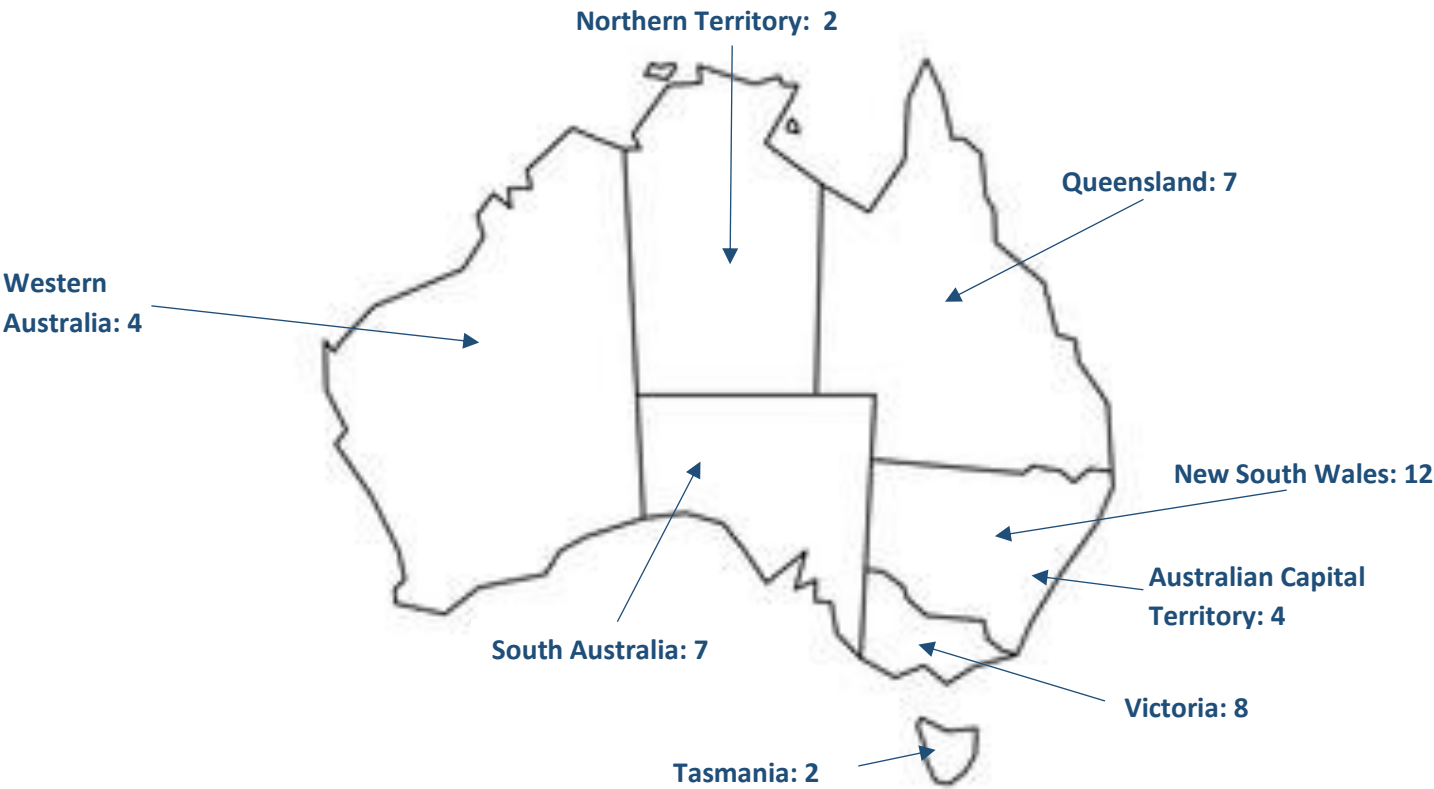 Northern Territory:  2
Queensland: 7
Western
Australia: 4
New South Wales: 12
Australian Capital
Territory: 4
South Australia: 7
Victoria: 8
Tasmania: 2